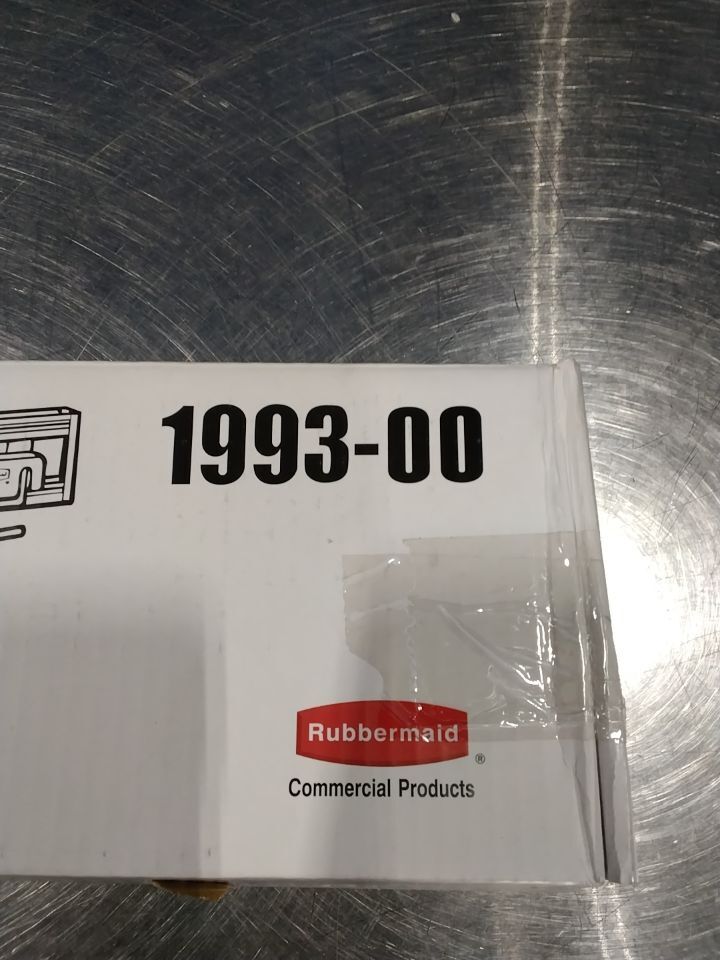 1993-00
Rubbermaid
®
Commercial Products